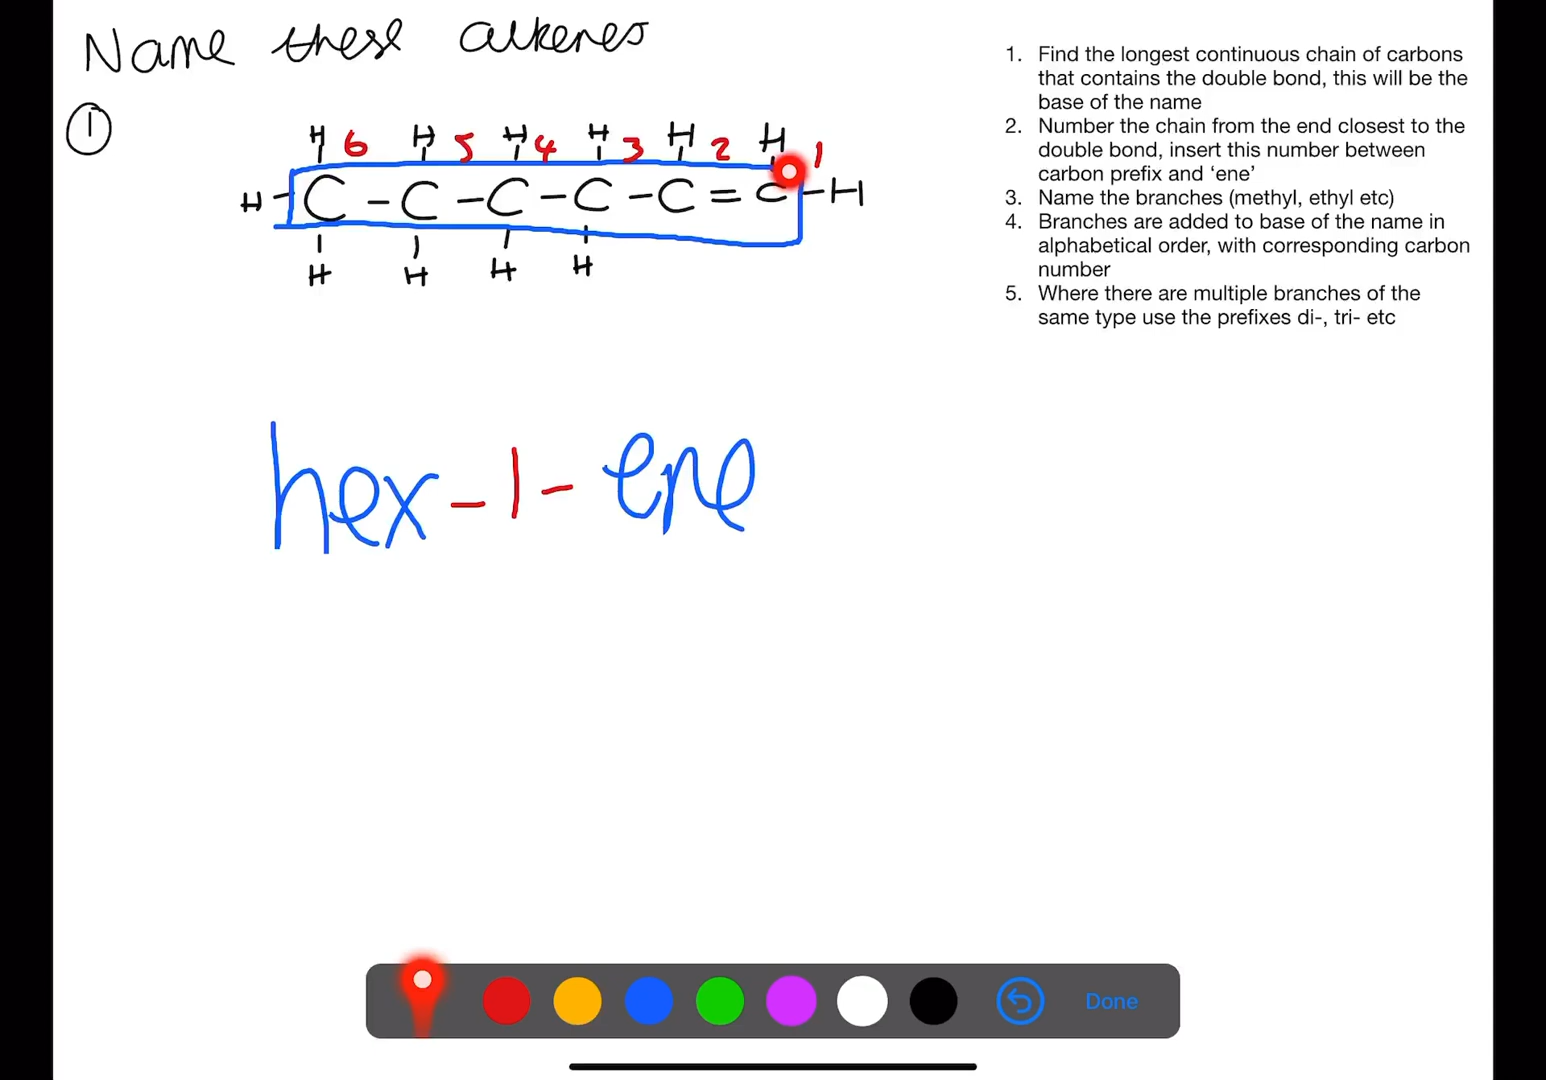 Name these alkenes
①
H 6 H 5 H 4 H 3 H 2 H 1
H - C - C - C - C - C = C - H
H H H H
hex-1-ene
1. Find the longest continuous chain of carbons
that contains the double bond, this will be the
base of the name
2. Number the chain from the end closest to the
double bond, insert this number between
carbon prefix and ‘ene’
3. Name the branches (methyl, ethyl etc)
4. Branches are added to base of the name in
alphabetical order, with corresponding carbon
number
5. Where there are multiple branches of the
same type use the prefixes di-, tri- etc
Done